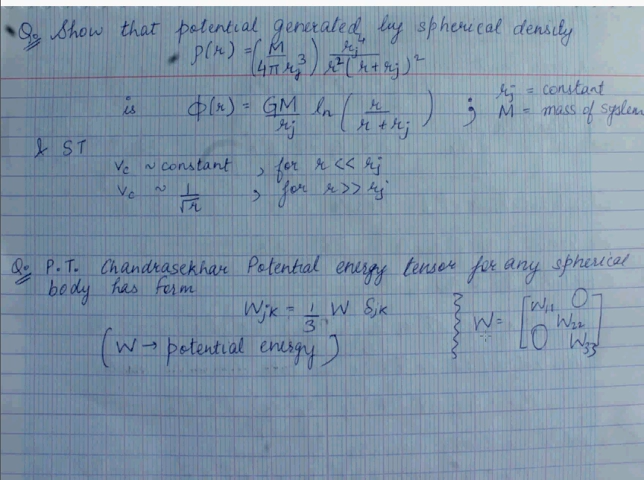 Q: Show that potential generated by spherical density
ρ(r) = (M / 4π rj³) rj⁴ / r²(r+rj)²
is ϕ(r) = GM/rj ln (r / r+rj) ; rj = constant
M = mass of system
& ST
vc ~ constant , for r << rj
vc ~ 1/√r , for r >> rj
Q: P.T. Chandrasekhar Potential energy tensor for any spherical
body has form
Wjk = 1/3 W δjk
(W → potential energy)
W = [W11 O
W22
O W33]